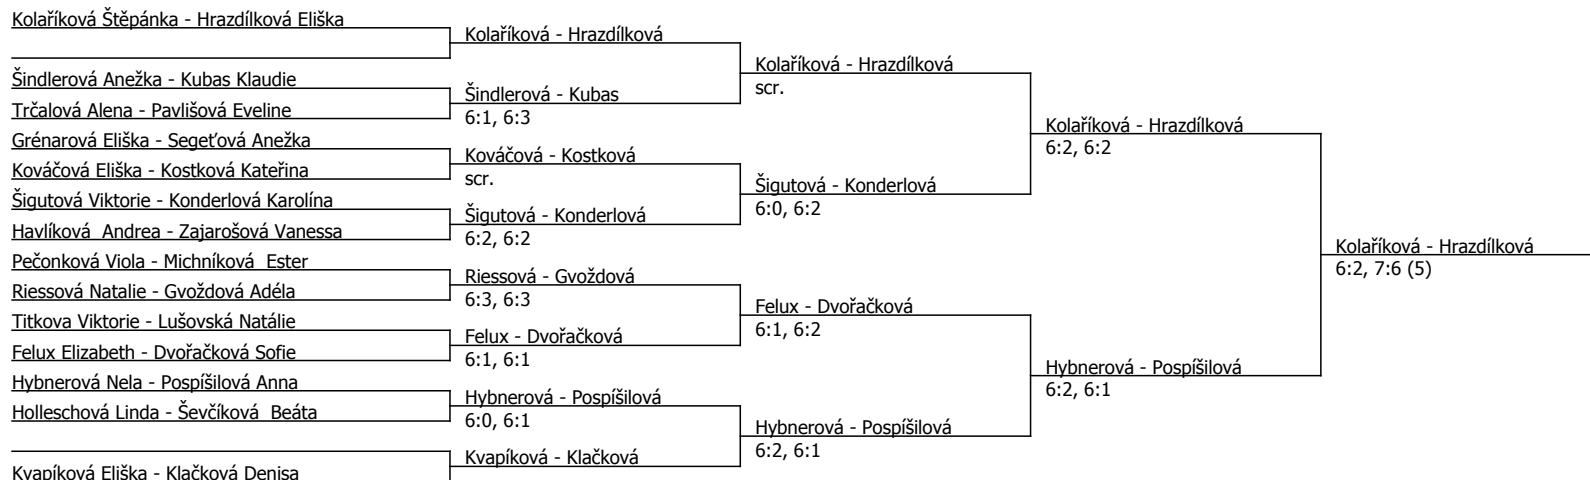 Kolaříková Štěpánka - Hrazdílková Eliška
Šindlerová Anežka - Kubas Klaudie
Trčalová Alena - Pavlišová Eveline
Grénarová Eliška - Segeťová Anežka
Kováčová Eliška - Kostková Kateřina
Šigutová Viktorie - Konderlová Karolína
Havlíková  Andrea - Zajarošová Vanessa
Pečonková Viola - Michníková  Ester
Riessová Natalie - Gvoždová Adéla
Titkova Viktorie - Lušovská Natálie
Felux Elizabeth - Dvořačková Sofie
Hybnerová Nela - Pospíšilová Anna
Holleschová Linda - Ševčíková  Beáta
Kvapíková Eliška - Klačková Denisa
Kolaříková - Hrazdílková
Šindlerová - Kubas
6:1, 6:3
Kováčová - Kostková
scr.
Šigutová - Konderlová
6:2, 6:2
Riessová - Gvoždová
6:3, 6:3
Felux - Dvořačková
6:1, 6:1
Hybnerová - Pospíšilová
6:0, 6:1
Kvapíková - Klačková
Kolaříková - Hrazdílková
scr.
Šigutová - Konderlová
6:0, 6:2
Felux - Dvořačková
6:1, 6:2
Hybnerová - Pospíšilová
6:2, 6:1
Kolaříková - Hrazdílková
6:2, 6:2
Hybnerová - Pospíšilová
6:2, 6:1
Kolaříková - Hrazdílková
6:2, 7:6 (5)